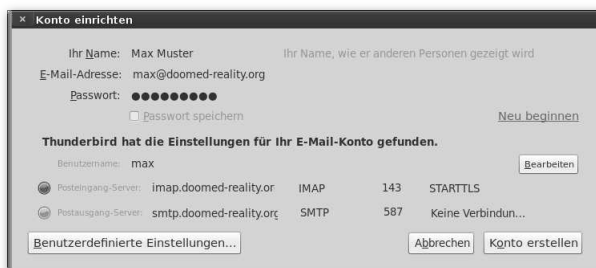 × Konto einrichten
Ihr Name: Max Muster Ihr Name, wie er anderen Personen gezeigt wird
E-Mail-Adresse: max@doomed-reality.org
Passwort: ●●●●●●●●●
Passwort speichern Neu beginnen
Thunderbird hat die Einstellungen für Ihr E-Mail-Konto gefunden.
Benutzername: max Bearbeiten
Posteingang-Server: imap.doomed-reality.or IMAP 143 STARTTLS
Postausgang-Server: smtp.doomed-reality.org SMTP 587 Keine Verbindun...
Benutzerdefinierte Einstellungen... Abbrechen Konto erstellen